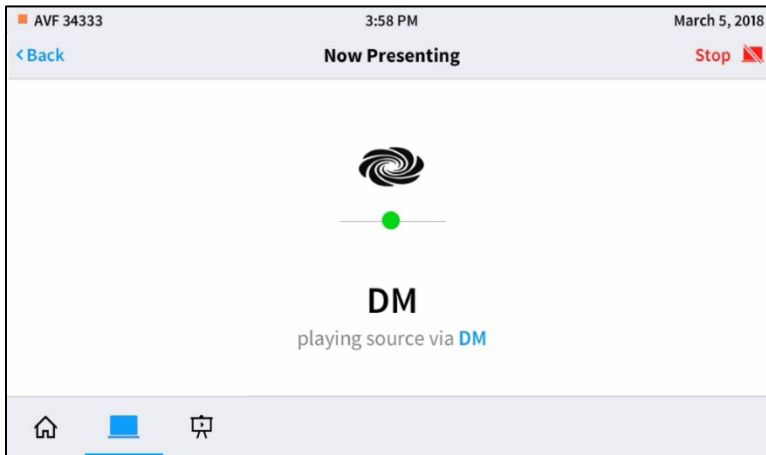 AVF 34333 3:58 PM March 5, 2018
<Back Now Presenting Stop
DM
playing source via DM